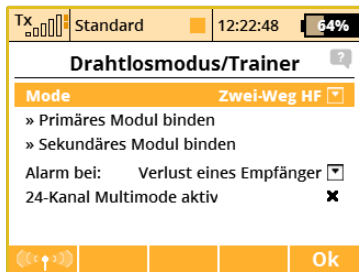 Tx Standard 12:22:48 64%
Drahtlosmodus/Trainer ?
Mode Zwei-Weg HF
» Primäres Modul binden
» Sekundäres Modul binden
Alarm bei: Verlust eines Empfänger
24-Kanal Multimode aktiv
Ok